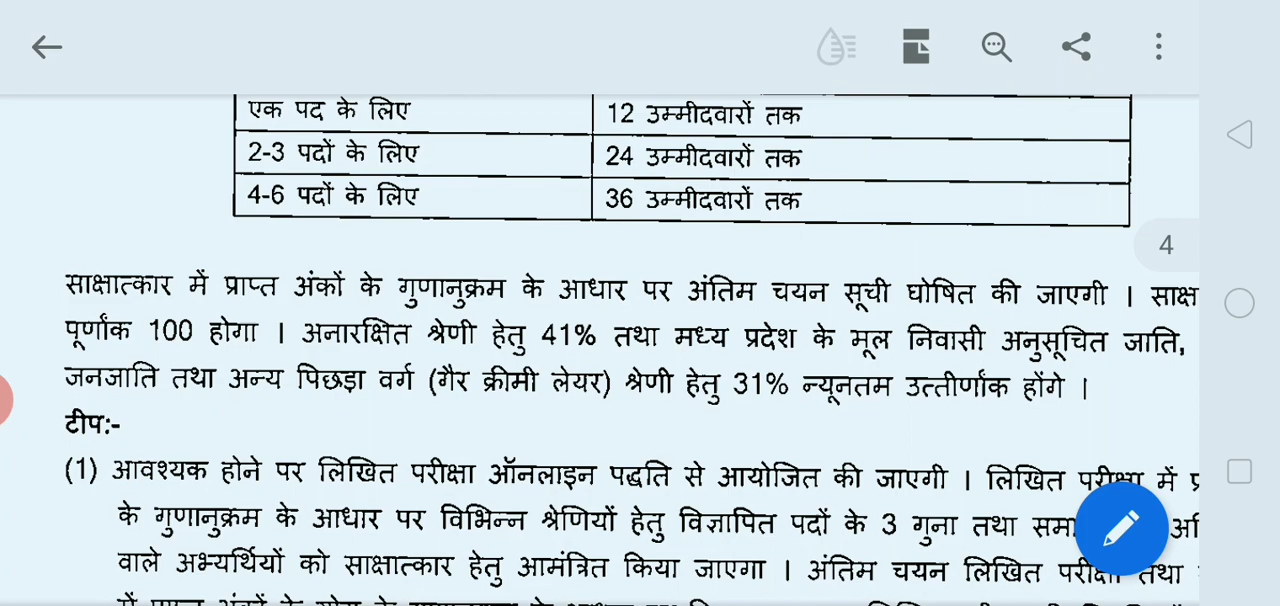 एक पद के लिए 12 उम्मीदवारों तक
2-3 पदों के लिए 24 उम्मीदवारों तक
4-6 पदों के लिए 36 उम्मीदवारों तक
4
साक्षात्कार में प्राप्त अंकों के गुणानुक्रम के आधार पर अंतिम चयन सूची घोषित की जाएगी । साक्ष
पूर्णांक 100 होगा । अनारक्षित श्रेणी हेतु 41% तथा मध्य प्रदेश के मूल निवासी अनुसूचित जाति,
जनजाति तथा अन्य पिछड़ा वर्ग (गैर क्रीमी लेयर) श्रेणी हेतु 31% न्यूनतम उत्तीर्णांक होंगे ।
टीपः-
(1) आवश्यक होने पर लिखित परीक्षा ऑनलाइन पद्धति से आयोजित की जाएगी । लिखित परीक्षा में प्र
के गुणानुक्रम के आधार पर विभिन्न श्रेणियों हेतु विज्ञापित पदों के 3 गुना तथा समा
वाले अभ्यर्थियों को साक्षात्कार हेतु आमंत्रित किया जाएगा । अंतिम चयन लिखित परीक्षा तथा